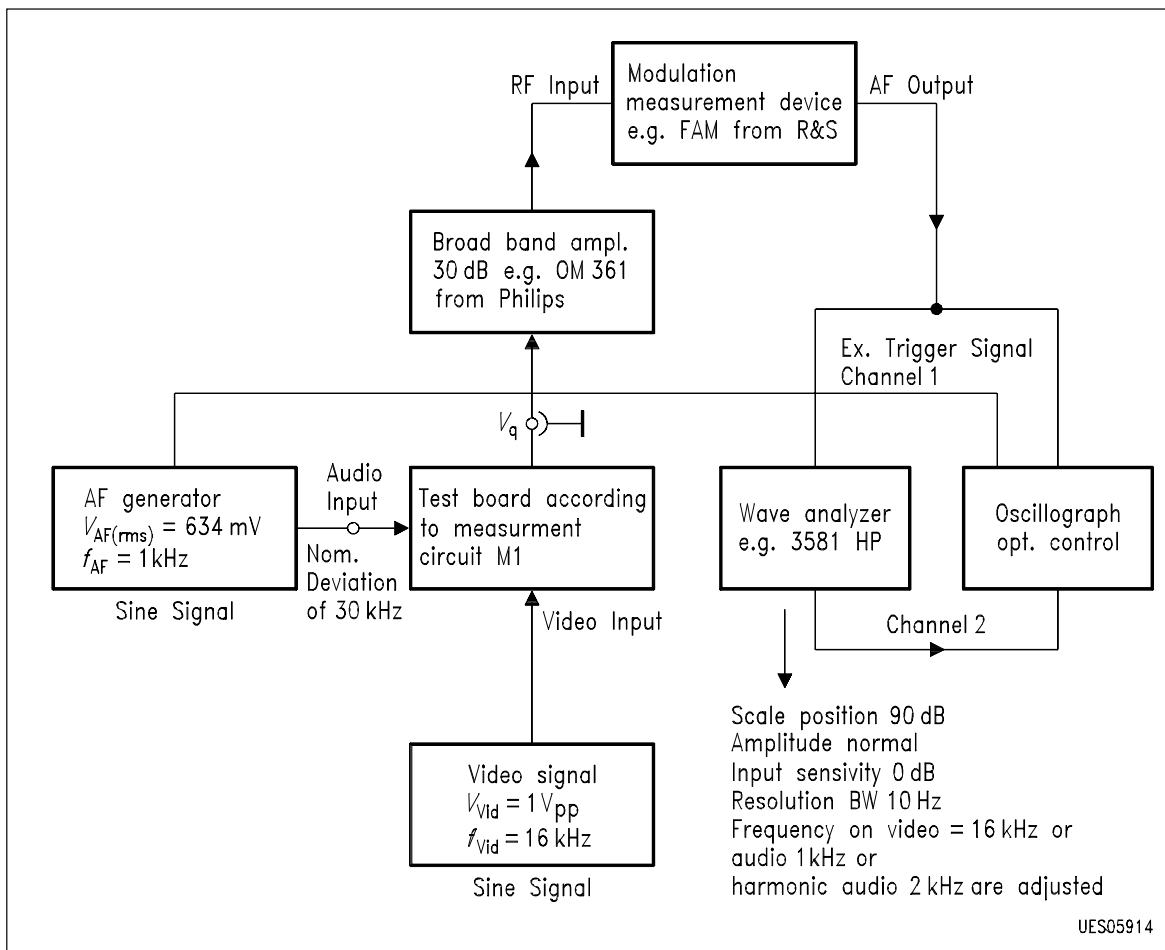 Modulation
measurement device
e.g. FAM from R&S
RF Input
AF Output
Broad band ampl.
30 dB e.g. OM 361
from Philips
Ex. Trigger Signal
Channel 1
Vq
AF generator
VAF(rms) = 634 mV
fAF = 1 kHz
Sine Signal
Audio
Input
Nom.
Deviation
of 30 kHz
Test board according
to measurment
circuit M1
Wave analyzer
e.g. 3581 HP
Oscillograph
opt. control
Video Input
Channel 2
Video signal
VVid = 1 Vpp
fVid = 16 kHz
Sine Signal
Scale position 90 dB
Amplitude normal
Input sensivity 0 dB
Resolution BW 10 Hz
Frequency on video = 16 kHz or
audio 1 kHz or
harmonic audio 2 kHz are adjusted
UES05914